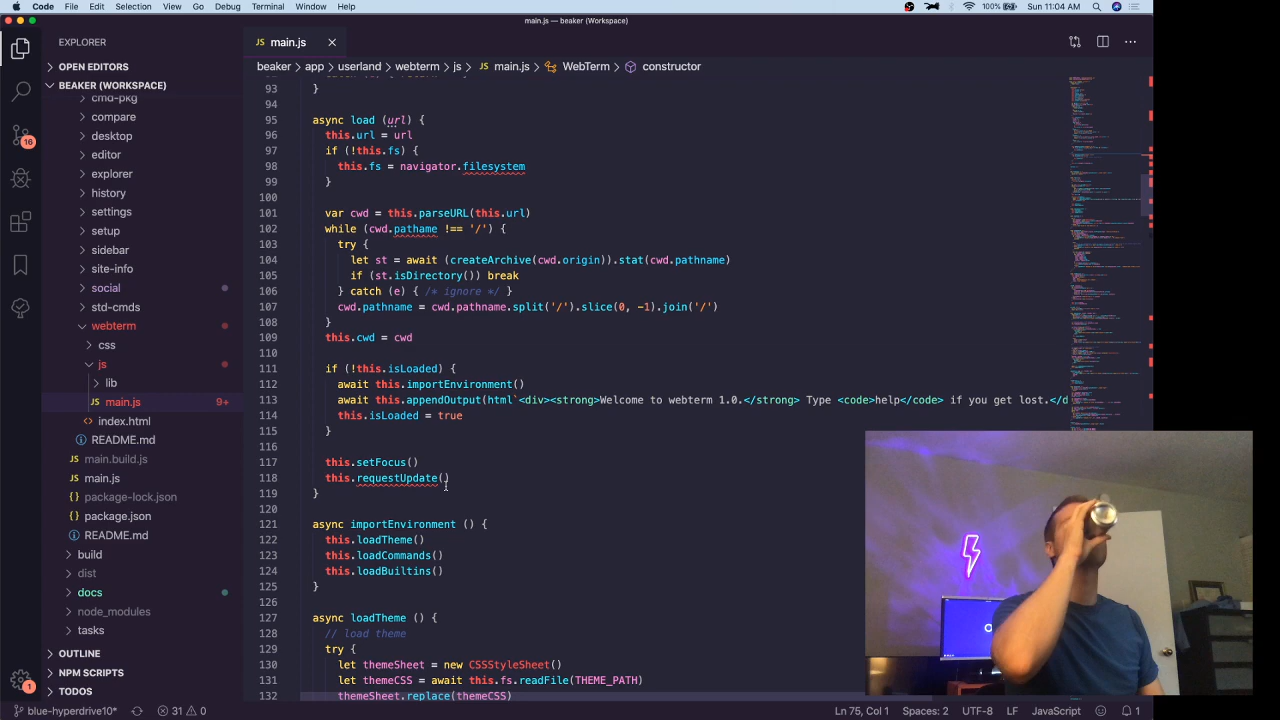 Code File Edit Selection View Go Debug Terminal Window Help 100% Sun 11:04 AM
main.js — beaker (Workspace)
EXPLORER
OPEN EDITORS
BEAKER (WORKSPACE)
cmd-pkg
compare
desktop
editor
explorer
history
settings
setup
sidebar
site-info
social
std-cmds
webterm
css
js
lib
JS main.js 9+
<> index.html
README.md
main.build.js
JS main.js
{} package-lock.json
{} package.json
README.md
build
dist
docs
node_modules
tasks
OUTLINE
NPM SCRIPTS
TODOS
16
1
JS main.js
beaker > app > userland > webterm > js > JS main.js > WebTerm > constructor
93 }
94
95 async load (url) {
96 this.url = url
97 if (!this.fs) {
98 this.fs = navigator.filesystem
99 }
100
101 var cwd = this.parseURL(this.url)
102 while (cwd.pathame !== '/') {
103 try {
104 let st = await (createArchive(cwd.origin)).stat(cwd.pathname)
105 if (st.isDirectory()) break
106 } catch (e) { /* ignore */ }
107 cwd.pathname = cwd.pathname.split('/').slice(0, -1).join('/')
108 }
109 this.cwd = cwd
110
111 if (!this.isLoaded) {
112 await this.importEnvironment()
113 await this.appendOutput(html`<div><strong>Welcome to webterm 1.0.</strong> Type <code>help</code> if you get lost.</d
114 this.isLoaded = true
115 }
116
117 this.setFocus()
118 this.requestUpdate()
119 }
120
121 async importEnvironment () {
122 this.loadTheme()
123 this.loadCommands()
124 this.loadBuiltins()
125 }
126
127 async loadTheme () {
128 // load theme
129 try {
130 let themeSheet = new CSSStyleSheet()
131 let themeCSS = await this.fs.readFile(THEME_PATH)
132 themeSheet.replace(themeCSS)
blue-hyperdrive10* 31 0 Ln 75, Col 1 Spaces: 2 UTF-8 LF JavaScript 1